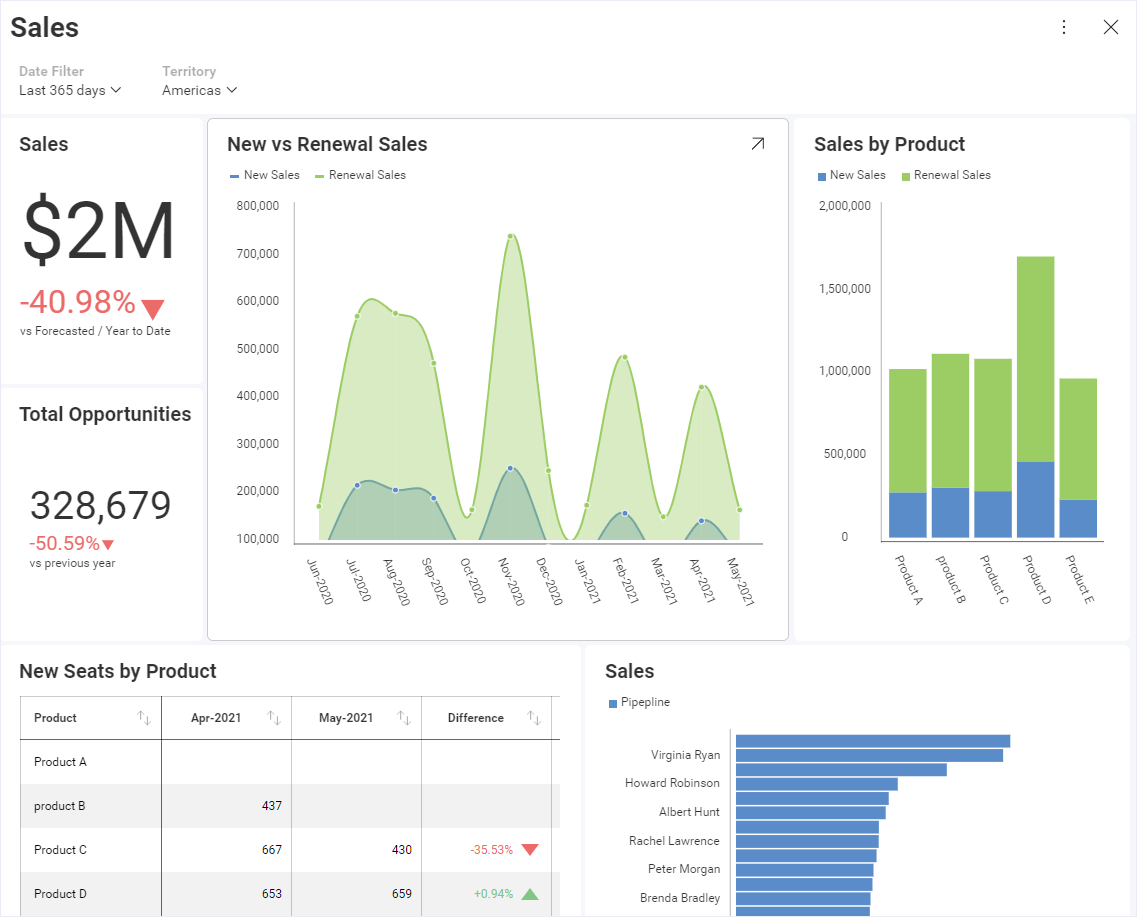 Sales
Date Filter
Last 365 days
Territory
Americas
Sales
$2M
-40.98%
vs Forecasted / Year to Date
Total Opportunities
328,679
-50.59%
vs previous year
New vs Renewal Sales
New Sales
Renewal Sales
800,000
700,000
600,000
500,000
400,000
300,000
200,000
100,000
Jun-2020
Jul-2020
Aug-2020
Sep-2020
Oct-2020
Nov-2020
Dec-2020
Jan-2021
Feb-2021
Mar-2021
Apr-2021
May-2021
Sales by Product
New Sales
Renewal Sales
2,000,000
1,500,000
1,000,000
500,000
0
Product A
product B
Product C
Product D
Product E
New Seats by Product
Product Apr-2021 May-2021 Difference
Product A
product B 437
Product C 667 430 -35.53%
Product D 653 659 +0.94%
Sales
Pipepline
Virginia Ryan
Howard Robinson
Albert Hunt
Rachel Lawrence
Peter Morgan
Brenda Bradley